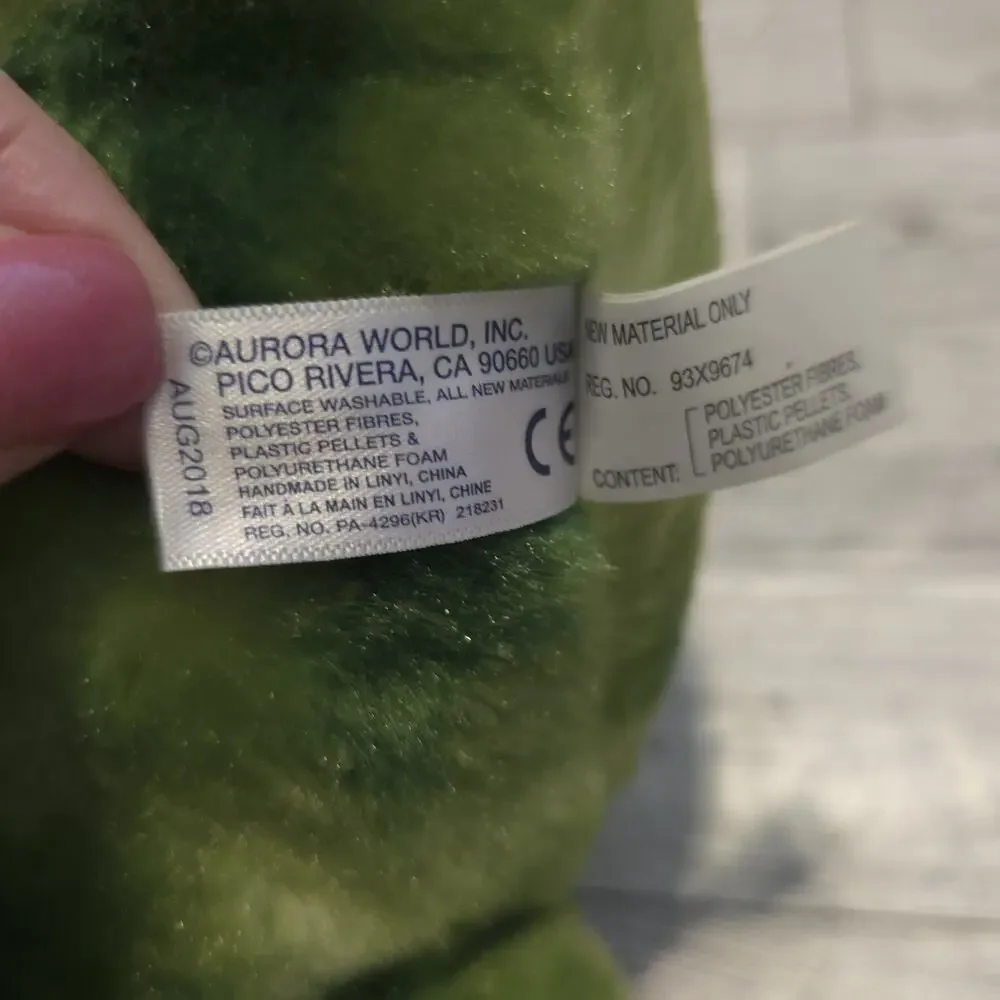 ©AURORA WORLD, INC.
PICO RIVERA, CA 90660 USA
SURFACE WASHABLE, ALL NEW MATERIALS
POLYESTER FIBRES,
PLASTIC PELLETS &
POLYURETHANE FOAM
HANDMADE IN LINYI, CHINA
FAIT À LA MAIN EN LINYI, CHINE
REG. NO. PA-4296(KR) 218231
AUG2018
CE
NEW MATERIAL ONLY
REG. NO. 93X9674
CONTENT:
POLYESTER FIBRES,
PLASTIC PELLETS,
POLYURETHANE FOAM